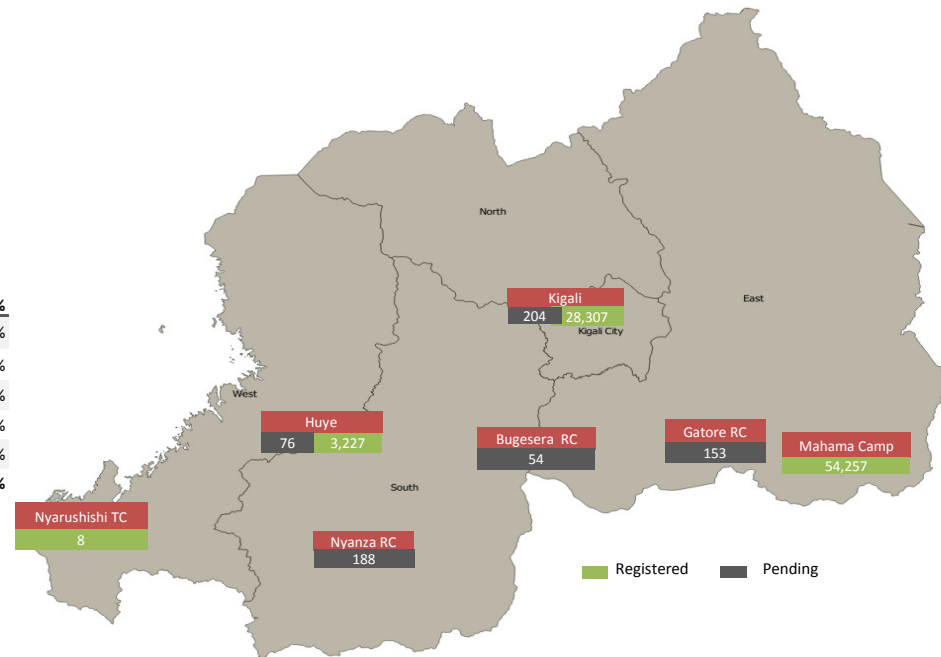 North
%
Kigali
East
%
204 28,307
Kigali City
%
West
%
Huye
%
76 3,227
Bugesera RC
54
Gatore RC
153
Mahama Camp
54,257
%
%
South
Nyarushishi TC
8
Nyanza RC
188
Registered Pending